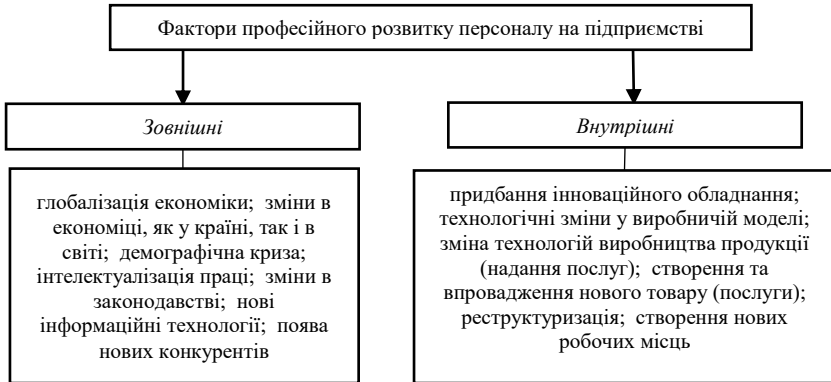 Фактори професійного розвитку персоналу на підприємстві
Зовнішні
глобалізація економіки; зміни в
економіці, як у країні, так і в
світі; демографічна криза;
інтелектуалізація праці; зміни в
законодавстві; нові
інформаційні технології; поява
нових конкурентів
Внутрішні
придбання інноваційного обладнання;
технологічні зміни у виробничій моделі;
зміна технологій виробництва продукції
(надання послуг); створення та
впровадження нового товару (послуги);
реструктуризація; створення нових
робочих місць